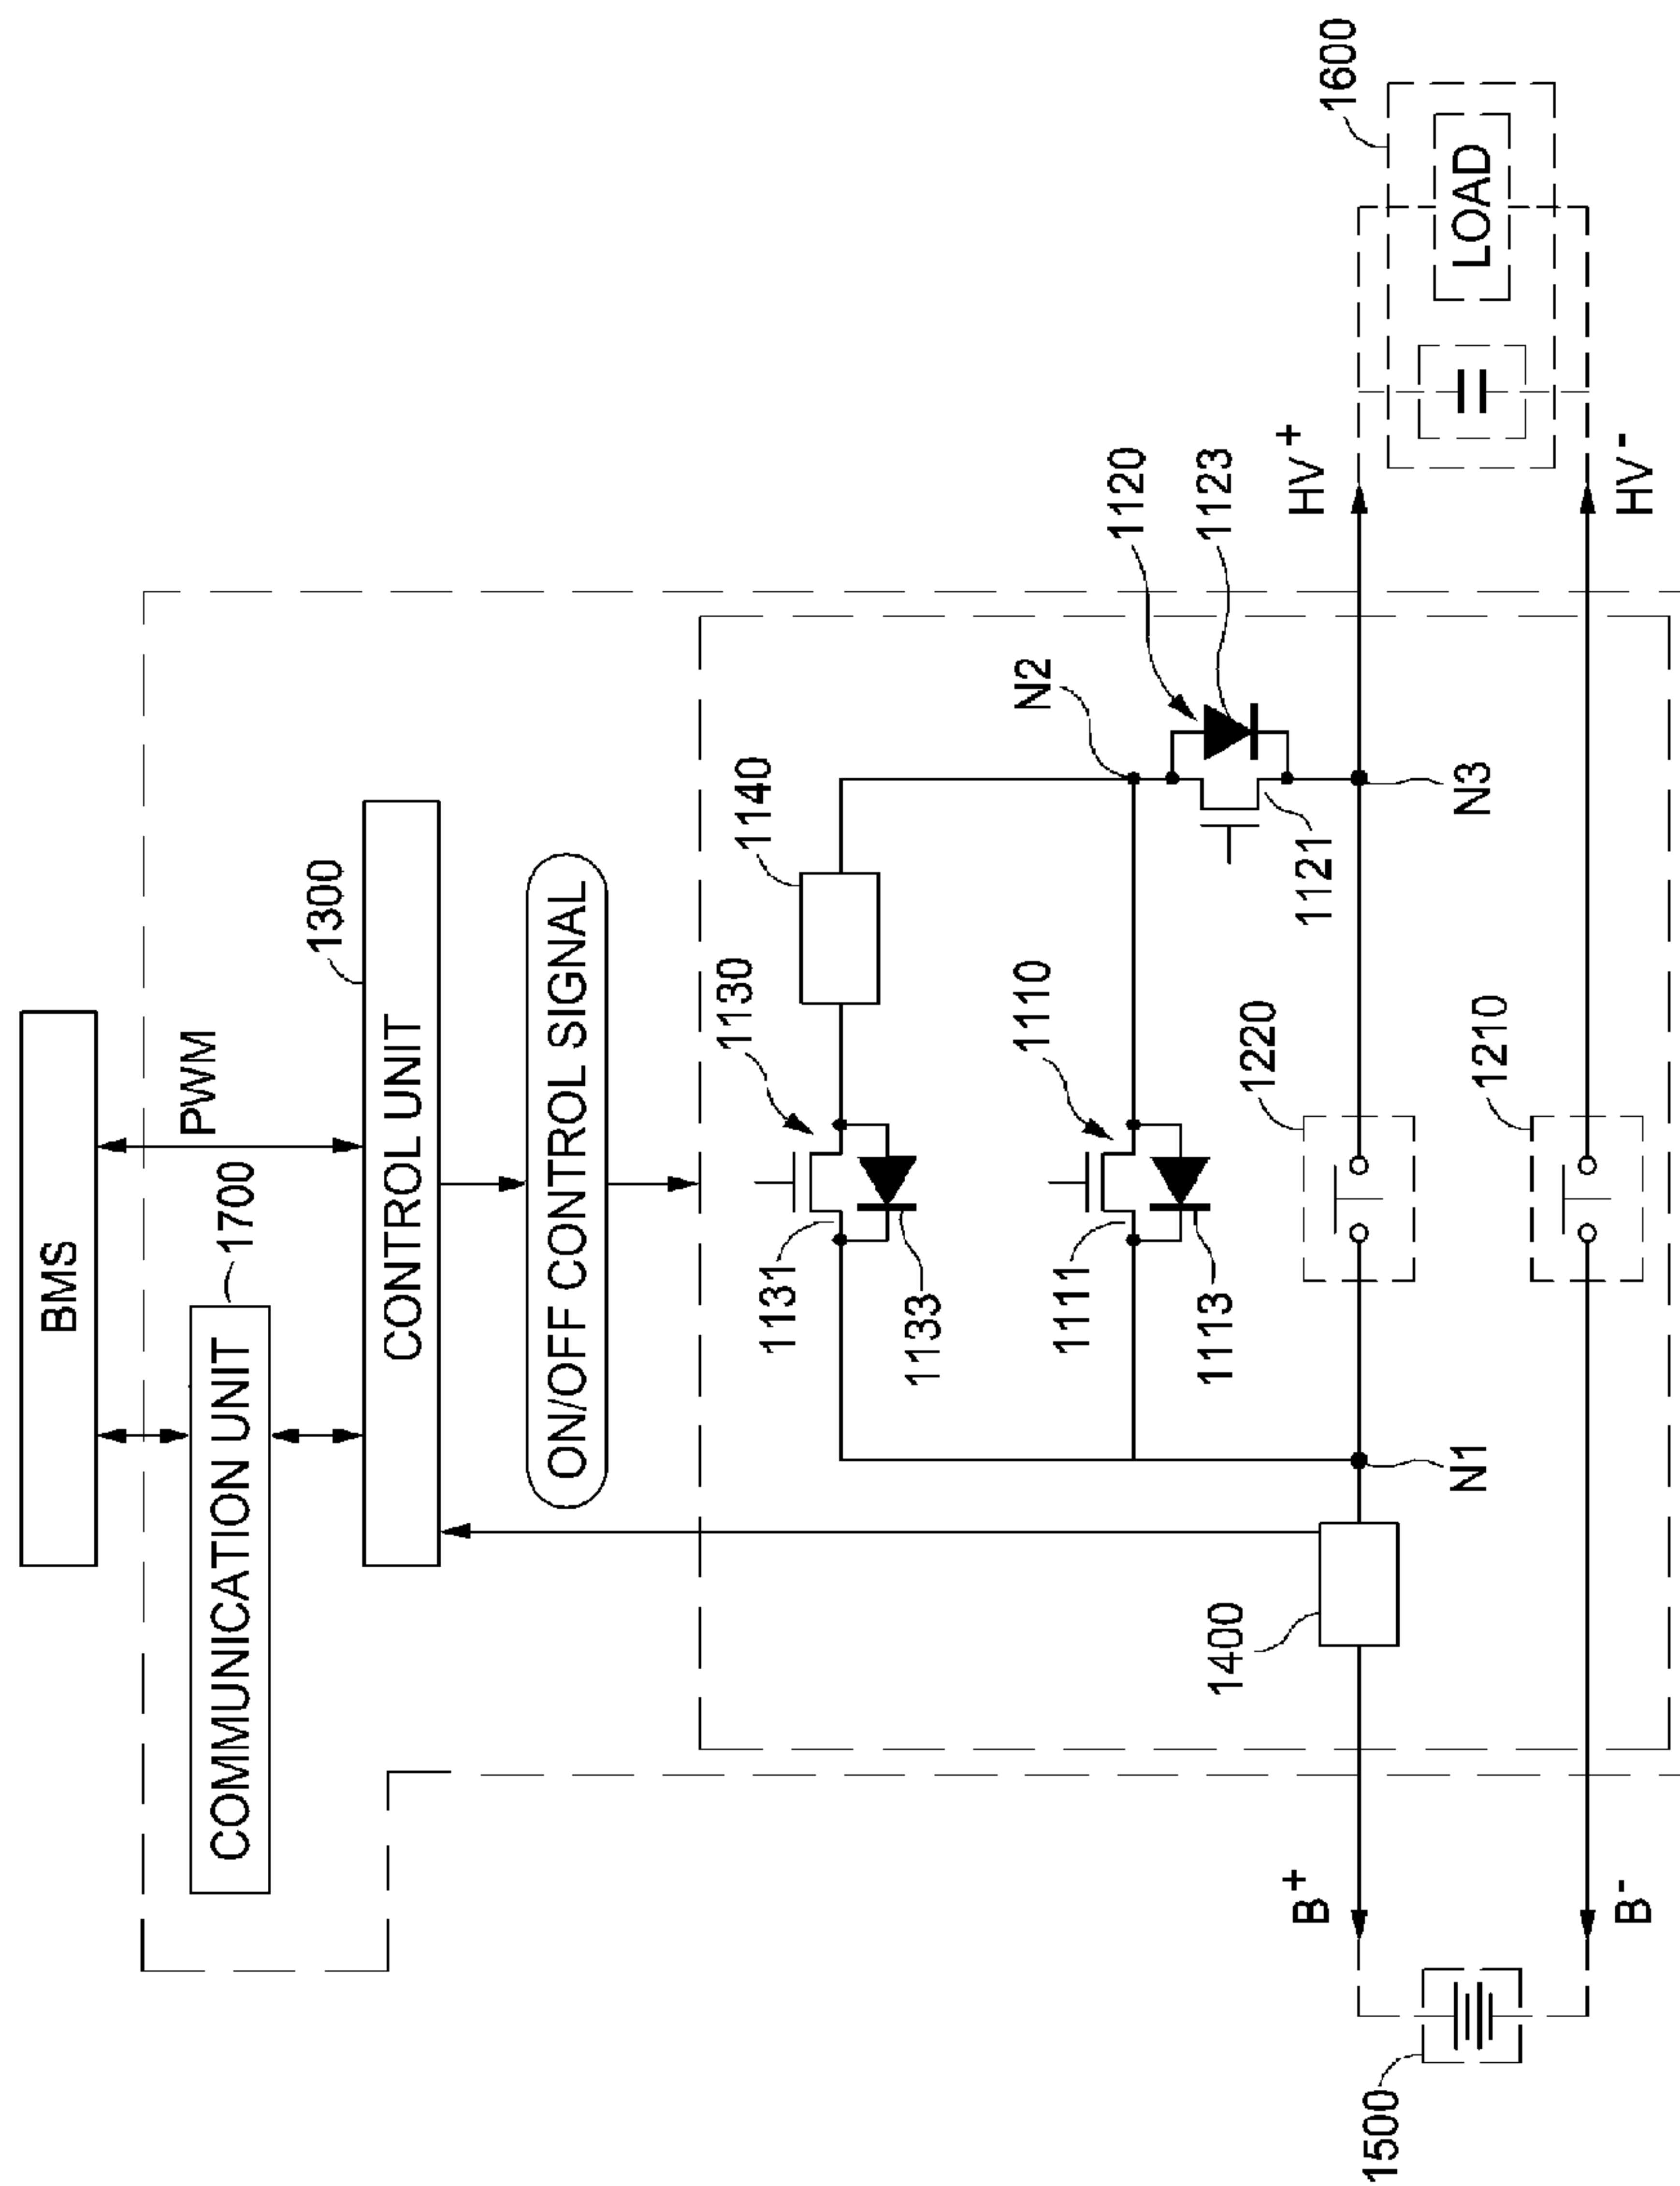 BMS
PWM
COMMUNICATION UNIT
1700
1300
CONTROL UNIT
ON/OFF CONTROL SIGNAL
1130
1140
1131
1133
N2
1110
1120
1111
1123
1113
1121
1400
1220
HV+
1600
B+
N1
N3
LOAD
1500
1210
B-
HV-